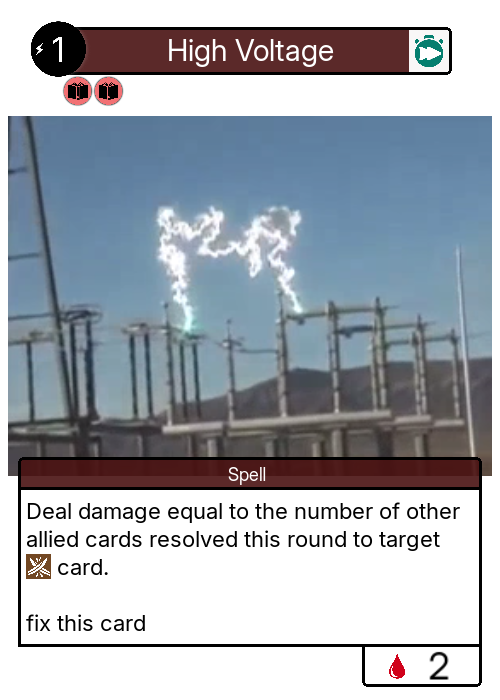 1
High Voltage
Spell
Deal damage equal to the number of other
allied cards resolved this round to target
card.
fix this card
2